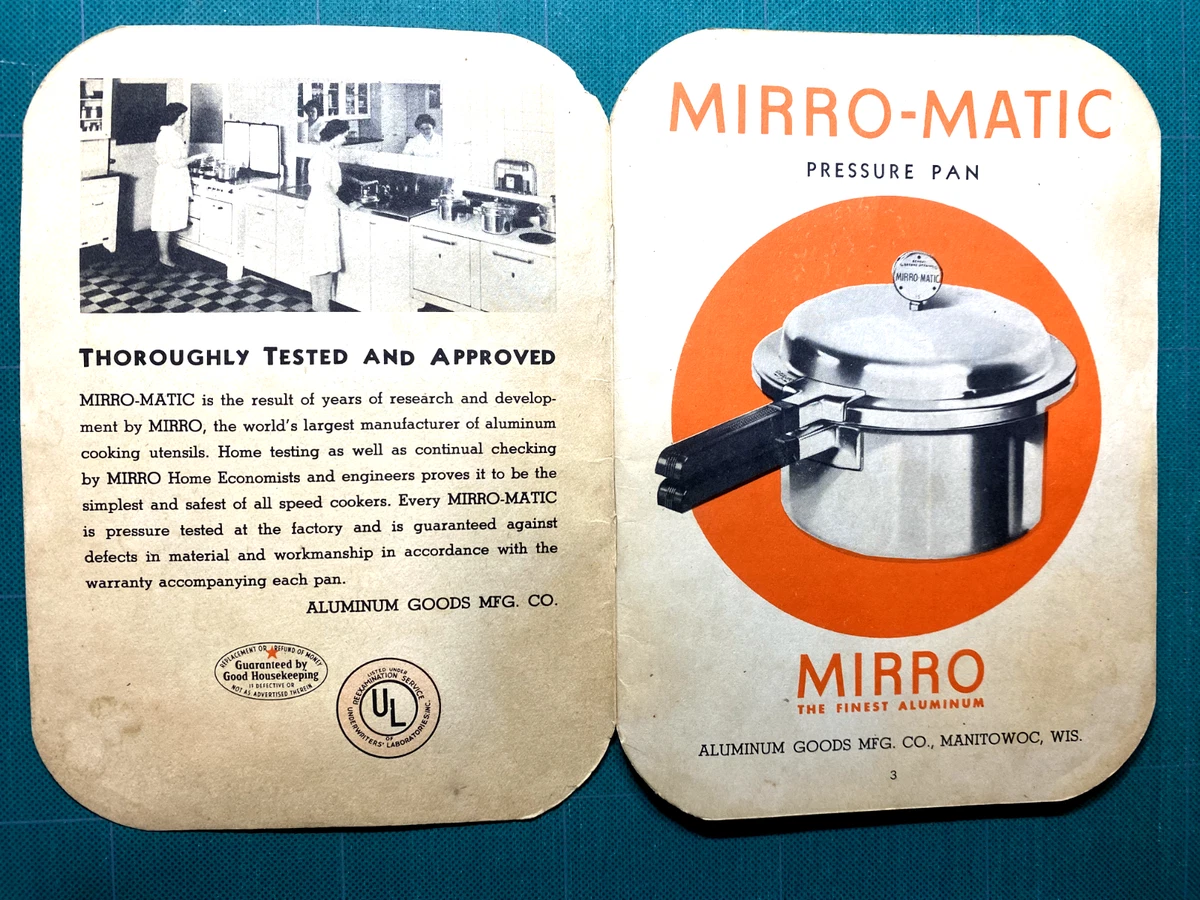 THOROUGHLY TESTED AND APPROVED
MIRRO-MATIC is the result of years of research and develop-
ment by MIRRO, the world's largest manufacturer of aluminum
cooking utensils. Home testing as well as continual checking
by MIRRO Home Economists and engineers proves it to be the
simplest and safest of all speed cookers. Every MIRRO-MATIC
is pressure tested at the factory and is guaranteed against
defects in material and workmanship in accordance with the
warranty accompanying each pan.
ALUMINUM GOODS MFG. CO.
REPLACEMENT OR REFUND OF MONEY
Guaranteed by
Good Housekeeping
IF DEFECTIVE OR
NOT AS ADVERTISED THEREIN
LISTED UNDER
REEXAMINATION SERVICE
UL
OF
UNDERWRITERS' LABORATORIES, INC.
MIRRO-MATIC
PRESSURE PAN
MIRRO-MATIC
MIRRO
THE FINEST ALUMINUM
ALUMINUM GOODS MFG. CO., MANITOWOC, WIS.
3